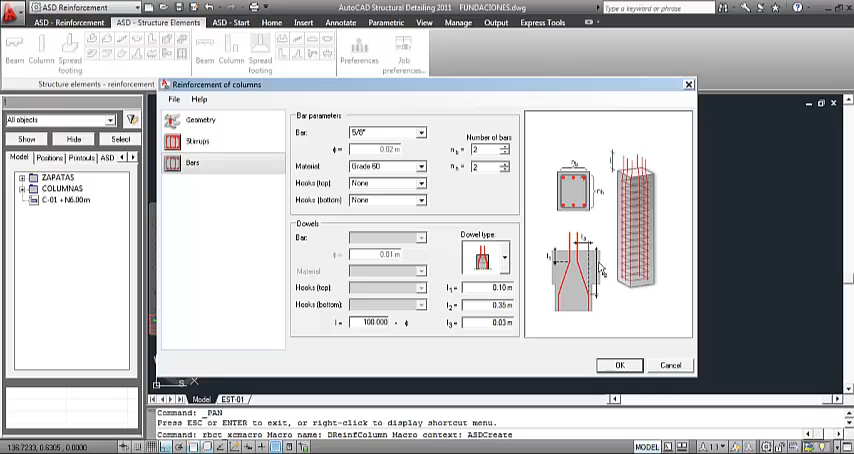 ASD Reinforcement
AutoCAD Structural Detailing 2011 FUNDACIONES.dwg
Type a keyword or phrase
ASD - Reinforcement
ASD - Structure Elements
ASD - Start
Home
Insert
Annotate
Parametric
View
Manage
Output
Express Tools
Beam
Column
Spread
footing
Beam
Column
Spread
footing
Preferences
Job
preferences...
Structure elements - reinforcement
Reinforcement of columns
File
Help
Geometry
Stirrups
Bars
Bar parameters
Bar:
5/8"
ϕ =
0.02 m
Material:
Grade 60
Hooks (top):
None
Hooks (bottom)
None
Number of bars
nb =
2
nh =
2
Dowels
Bar:
ϕ =
0.01 m
Material:
Hooks (top):
Hooks (bottom):
l =
100.000
* ϕ
Dowel type:
l1 =
0.10 m
l2 =
0.35 m
l3 =
0.03 m
nb
nh
l
l3
l1
OK
Cancel
All objects
Show
Hide
Select
Model
Positions
Printouts
ASD
ZAPATAS
COLUMNAS
C-01 +N6.00m
Model
EST-01
Command: _PAN
Press ESC or ENTER to exit, or right-click to display shortcut menu.
Command: rbct_xcmacro Macro name: DReinfColumn Macro context: ASDCreate
136.7233, 0.6305, 0.0000
MODEL
1:1